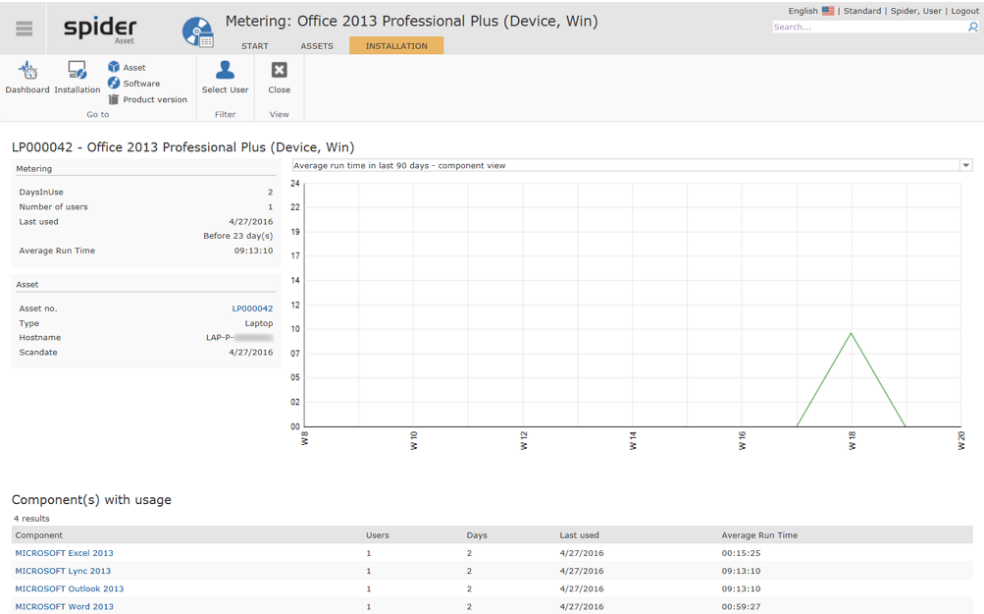 English | Standard | Spider, User | Logout
spider
Asset
Metering: Office 2013 Professional Plus (Device, Win)
Search...
START ASSETS INSTALLATION
Dashboard Installation
Asset
Software
Product version
Go to
Select User
Filter
Close
View
LP000042 - Office 2013 Professional Plus (Device, Win)
Metering
DaysInUse 2
Number of users 1
Last used 4/27/2016
Before 23 day(s)
Average Run Time 09:13:10
Asset
Asset no. LP000042
Type Laptop
Hostname LAP-P-
Scandate 4/27/2016
Average run time in last 90 days - component view
24
22
19
17
14
12
10
07
05
02
00
W 8 W 10 W 12 W 14 W 16 W 18 W 20
Component(s) with usage
4 results
Component Users Days Last used Average Run Time
MICROSOFT Excel 2013 1 2 4/27/2016 00:15:25
MICROSOFT Lync 2013 1 2 4/27/2016 09:13:10
MICROSOFT Outlook 2013 1 2 4/27/2016 09:13:10
MICROSOFT Word 2013 1 2 4/27/2016 00:59:27